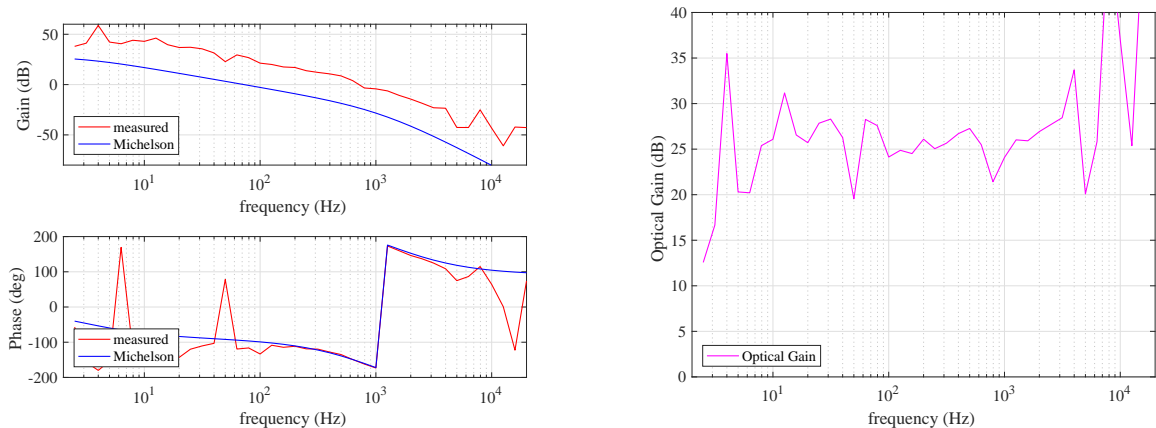 50
0
-50
Gain (dB)
measured
Michelson
10^1
10^2
10^3
10^4
frequency (Hz)
200
100
0
-100
-200
Phase (deg)
measured
Michelson
10^1
10^2
10^3
10^4
frequency (Hz)
40
35
30
25
20
15
10
5
0
Optical Gain (dB)
Optical Gain
10^1
10^2
10^3
10^4
frequency (Hz)